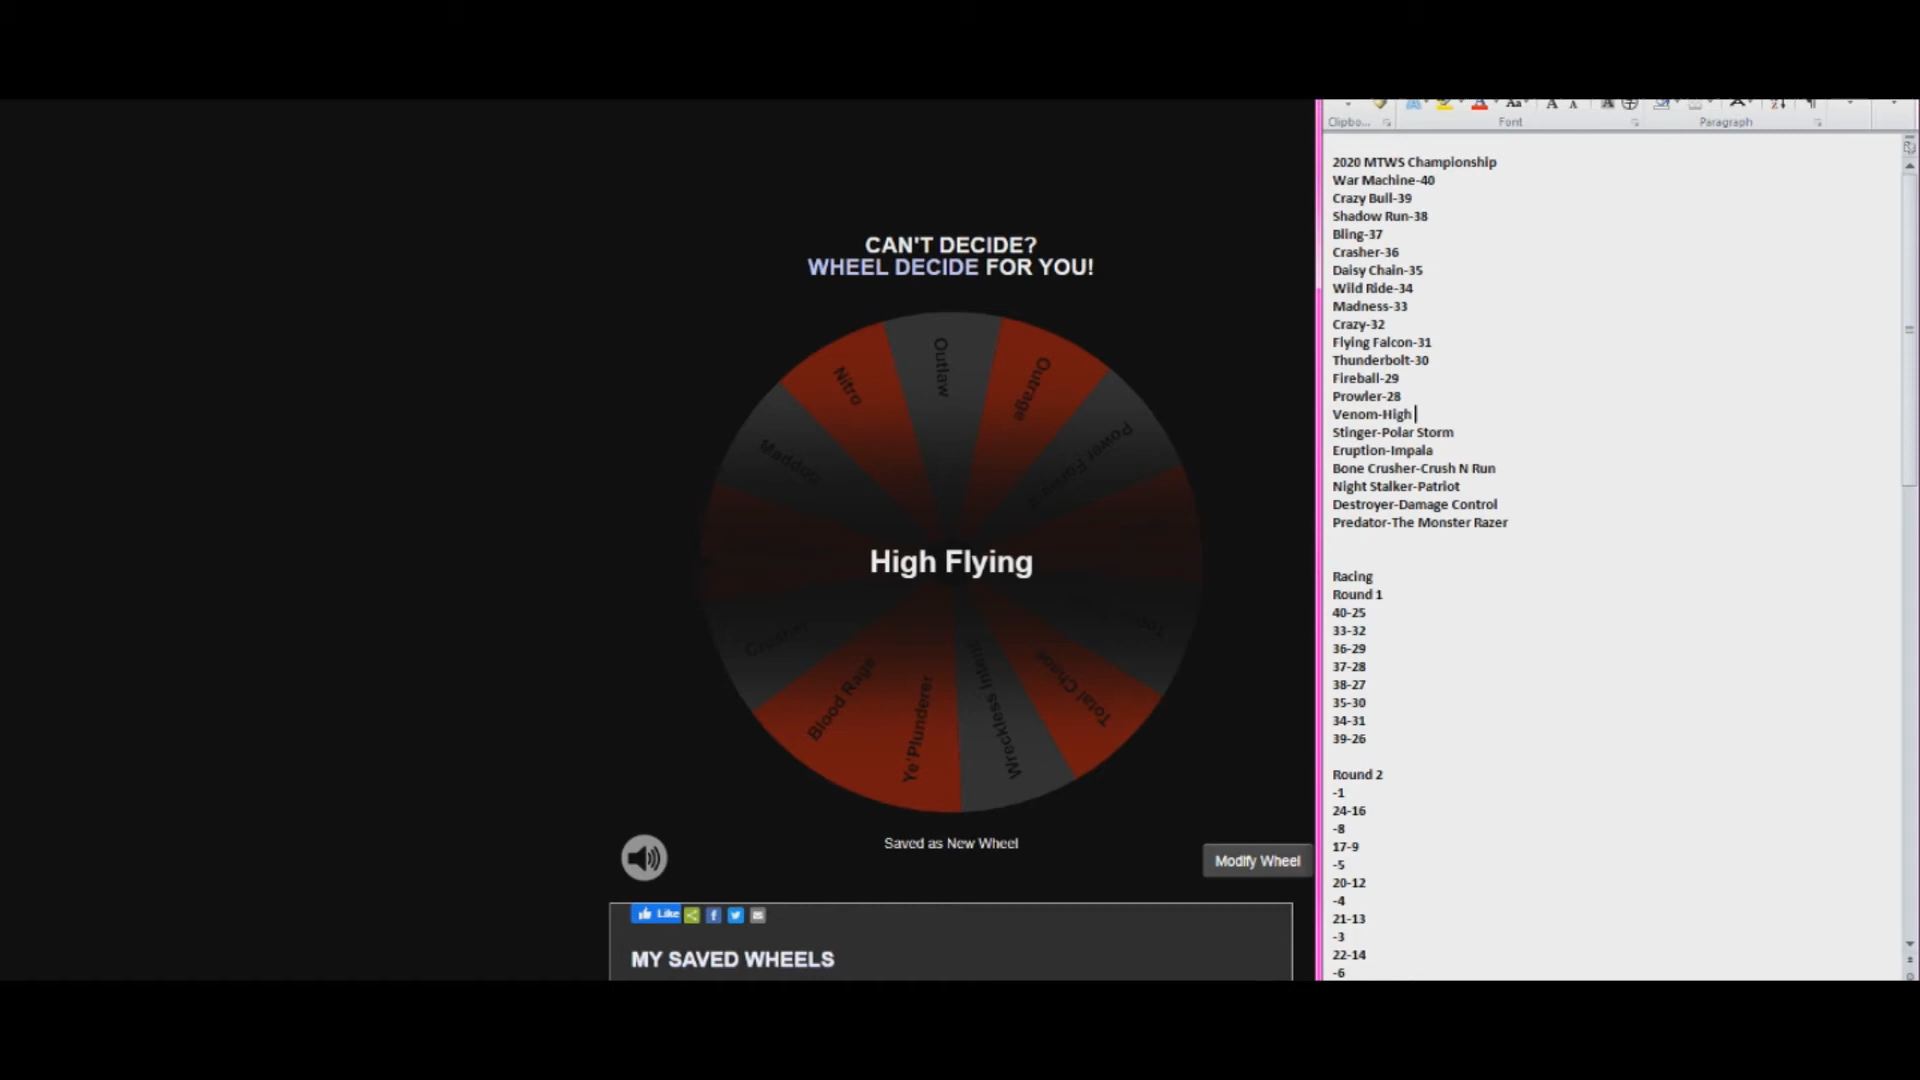 CAN'T DECIDE?
WHEEL DECIDE FOR YOU!
Outlaw
Outrage
Nitro
High Flying
Blood Rage
Ye'Plunderer
Wreckless Intent
Total Chaos
Crusher
Saved as New Wheel
Modify Wheel
Like
MY SAVED WHEELS
Clipbo...
Font
Paragraph
2020 MTWS Championship
War Machine-40
Crazy Bull-39
Shadow Run-38
Bling-37
Crasher-36
Daisy Chain-35
Wild Ride-34
Madness-33
Crazy-32
Flying Falcon-31
Thunderbolt-30
Fireball-29
Prowler-28
Venom-High
Stinger-Polar Storm
Eruption-Impala
Bone Crusher-Crush N Run
Night Stalker-Patriot
Destroyer-Damage Control
Predator-The Monster Razer
Racing
Round 1
40-25
33-32
36-29
37-28
38-27
35-30
34-31
39-26
Round 2
-1
24-16
-8
17-9
-5
20-12
-4
21-13
-3
22-14
-6